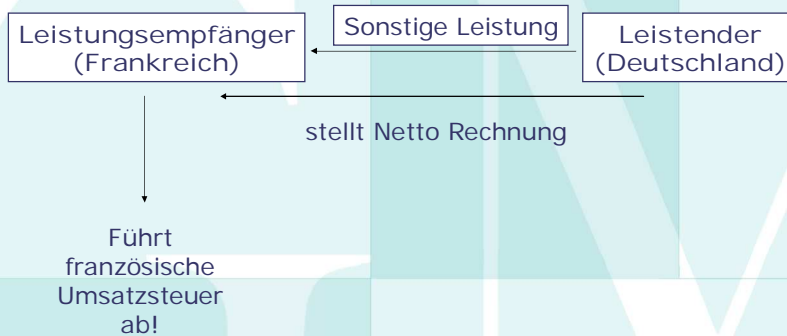 Leistungsempfänger
(Frankreich)
Sonstige Leistung
Leistender
(Deutschland)
stellt Netto Rechnung
Führt
französische
Umsatzsteuer
ab!